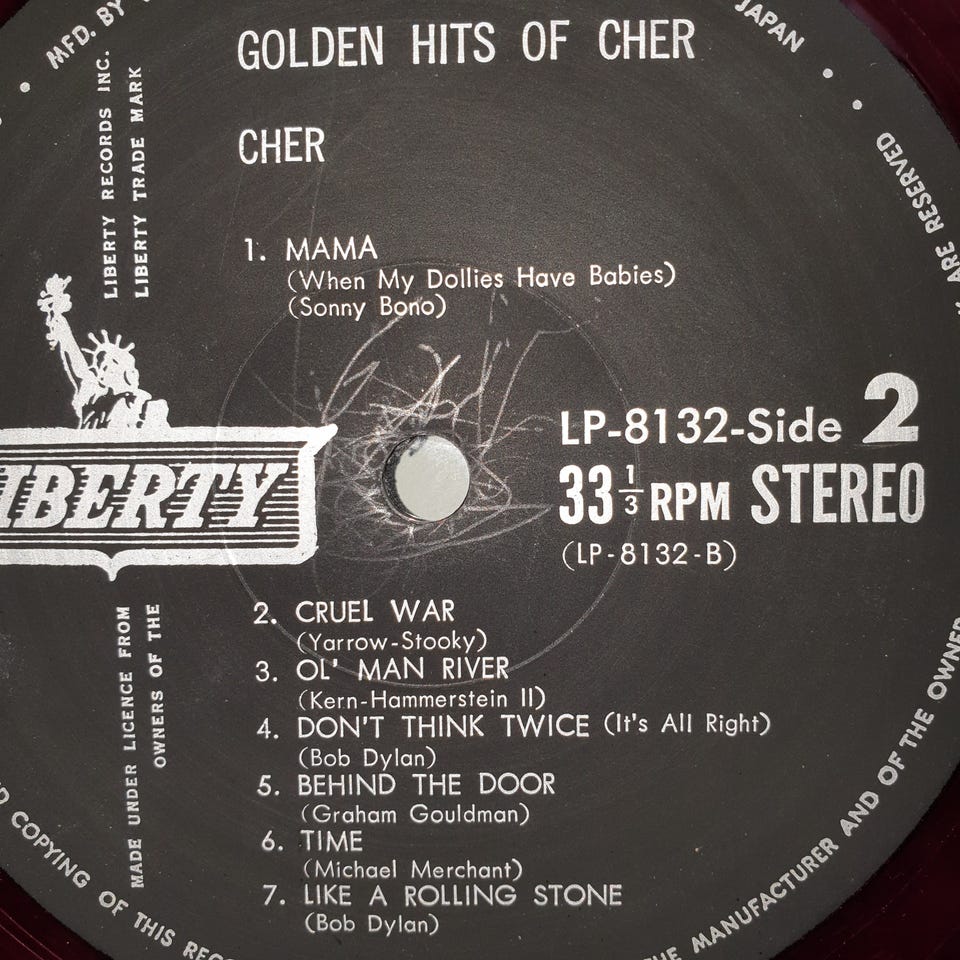 GOLDEN HITS OF CHER
CHER
1. MAMA
(When My Dollies Have Babies)
(Sonny Bono)
LP-8132-Side 2
33 1/3 RPM STEREO
(LP-8132-B)
2. CRUEL WAR
(Yarrow-Stooky)
3. OL' MAN RIVER
(Kern-Hammerstein II)
4. DON'T THINK TWICE (It's All Right)
(Bob Dylan)
5. BEHIND THE DOOR
(Graham Gouldman)
6. TIME
(Michael Merchant)
7. LIKE A ROLLING STONE
(Bob Dylan)
LIBERTY RECORDS INC.
LIBERTY TRADE MARK
IBERTY
MADE UNDER LICENCE FROM
OWNERS OF THE
MFD. BY
JAPAN
ARE RESERVED
MANUFACTURER AND OF THE OWNER
COPYING OF THIS